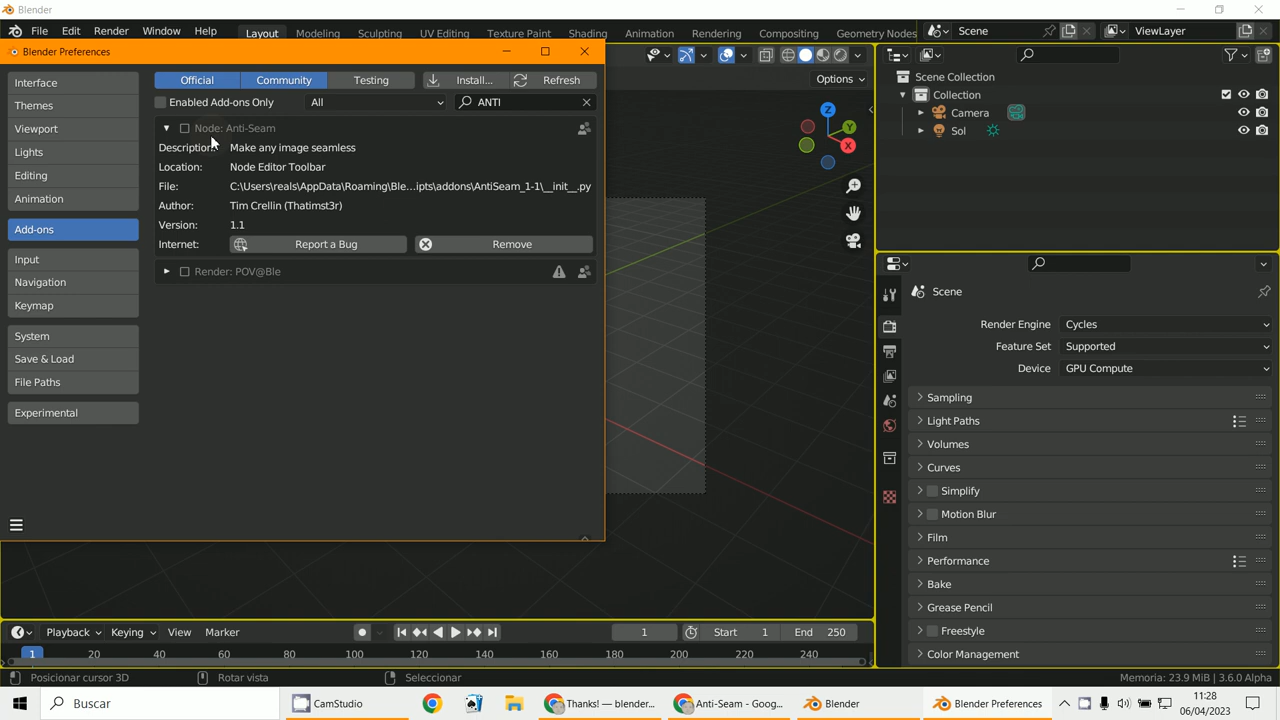 Blender
File Edit Render Window Help Layout Modeling Sculpting UV Editing Texture Paint Shading Animation Rendering Compositing Geometry Nodes Scene ViewLayer
Blender Preferences
Interface
Themes
Viewport
Lights
Editing
Animation
Add-ons
Input
Navigation
Keymap
System
Save & Load
File Paths
Experimental
Official Community Testing Install... Refresh
Enabled Add-ons Only All ANTI
Node: Anti-Seam
Description: Make any image seamless
Location: Node Editor Toolbar
File: C:\Users\reals\AppData\Roaming\Ble...ipts\addons\AntiSeam_1-1\__init__.py
Author: Tim Crellin (Thatimst3r)
Version: 1.1
Internet: Report a Bug Remove
Render: POV@Ble
Options
Z
Y
X
Scene Collection
Collection
Camera
Sol
Scene
Render Engine Cycles
Feature Set Supported
Device GPU Compute
Sampling
Light Paths
Volumes
Curves
Simplify
Motion Blur
Film
Performance
Bake
Grease Pencil
Freestyle
Color Management
Playback Keying View Marker 1 Start 1 End 250
1 20 40 60 80 100 120 140 160 180 200 220 240
Posicionar cursor 3D Rotar vista Seleccionar Memoria: 23.9 MiB | 3.6.0 Alpha
Buscar CamStudio Thanks! — blender... Anti-Seam - Goog... Blender Blender Preferences
11:28
06/04/2023